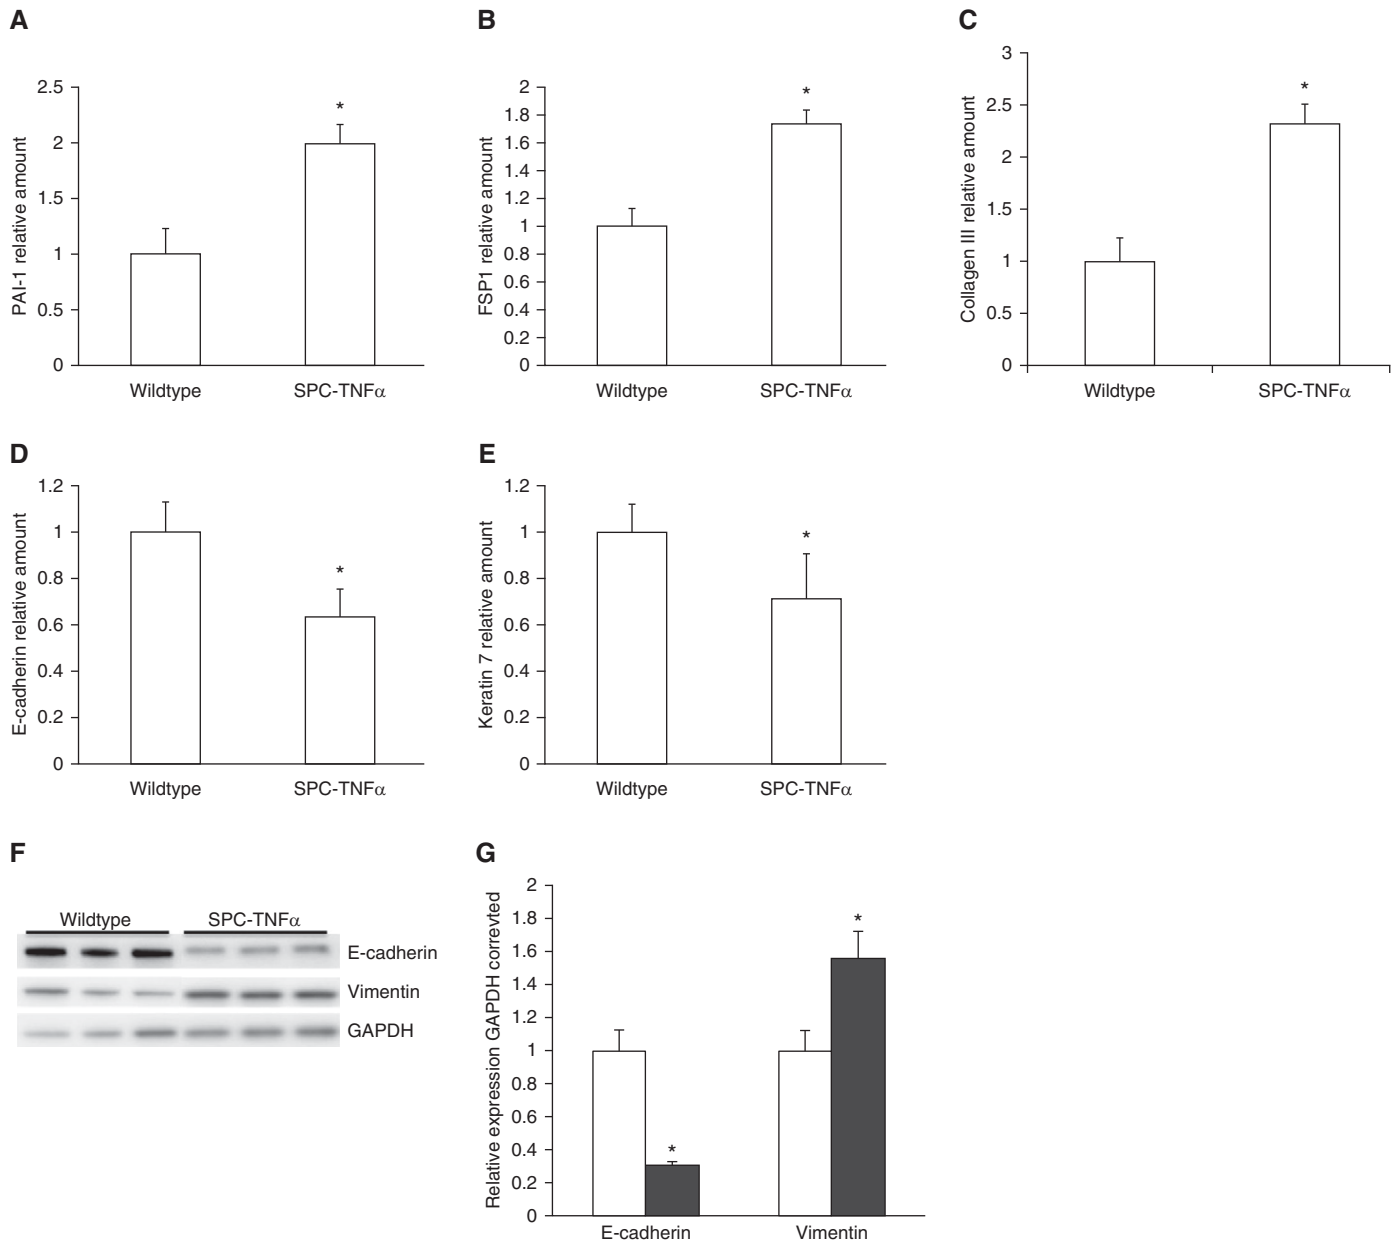 A
PAI-1 relative amount
2.5
2
1.5
1
0.5
0
*
Wildtype
SPC-TNFα
B
FSP1 relative amount
2
1.8
1.6
1.4
1.2
1
0.8
0.6
0.4
0.2
0
*
Wildtype
SPC-TNFα
C
Collagen III relative amount
3
2.5
2
1.5
1
0.5
0
*
Wildtype
SPC-TNFα
D
E-cadherin relative amount
1.2
1
0.8
0.6
0.4
0.2
0
*
Wildtype
SPC-TNFα
E
Keratin 7 relative amount
1.2
1
0.8
0.6
0.4
0.2
0
*
Wildtype
SPC-TNFα
F
Wildtype
SPC-TNFα
E-cadherin
Vimentin
GAPDH
G
Relative expression GAPDH correvted
2
1.8
1.6
1.4
1.2
1
0.8
0.6
0.4
0.2
0
*
*
E-cadherin
Vimentin